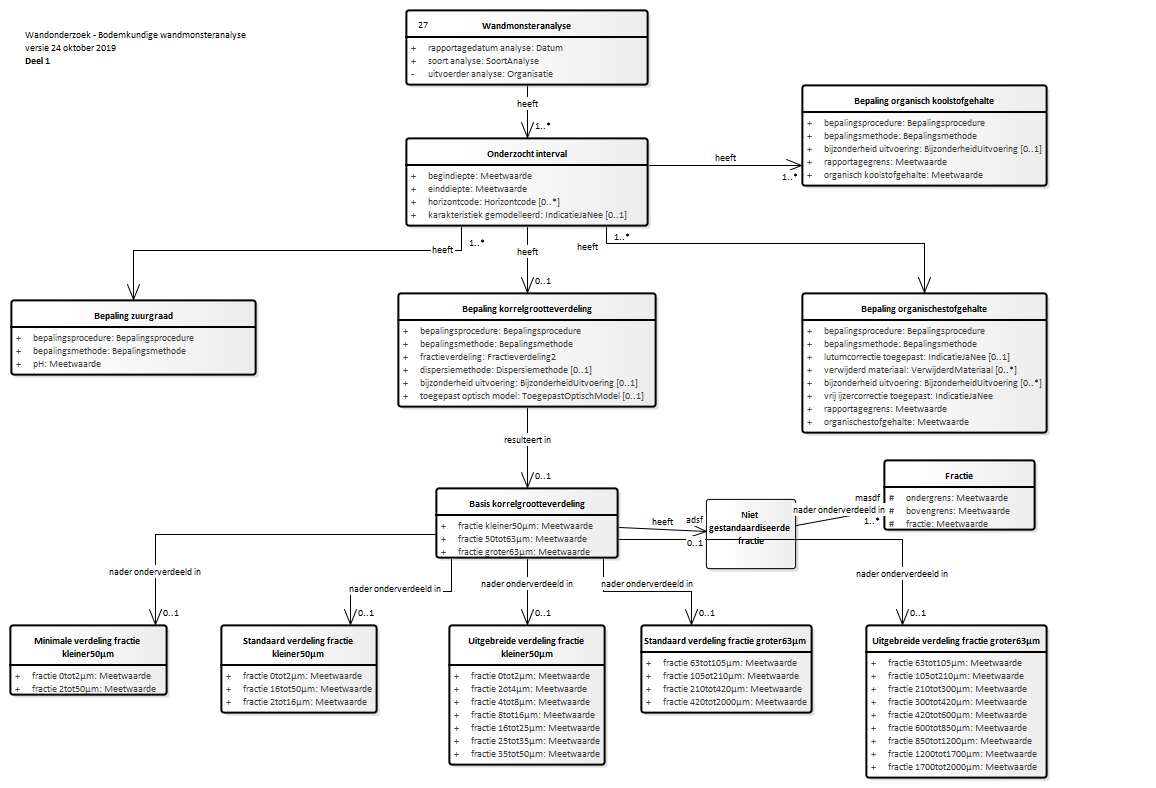 Wandonderzoek - Bodemkundige wandmonsteranalyse
versie 24 oktober 2019
Deel 1
27
Wandmonsteranalyse
+ rapportagedatum analyse: Datum
+ soort analyse: SoortAnalyse
- uitvoerder analyse: Organisatie
heeft
1..*
Bepaling organisch koolstofgehalte
+ bepalingsprocedure: Bepalingsprocedure
+ bepalingsmethode: Bepalingsmethode
+ bijzonderheid uitvoering: BijzonderheidUitvoering [0..1]
+ rapportagegrens: Meetwaarde
+ organisch koolstofgehalte: Meetwaarde
Onderzocht interval
+ begindiepte: Meetwaarde
+ einddiepte: Meetwaarde
+ horizontcode: Horizontcode [0..*]
+ karakteristiek gemodelleerd: IndicatieJaNee [0..1]
heeft
1..*
heeft
1..*
heeft
0..1
heeft
1..*
Bepaling zuurgraad
+ bepalingsprocedure: Bepalingsprocedure
+ bepalingsmethode: Bepalingsmethode
+ pH: Meetwaarde
Bepaling korrelgrootteverdeling
+ bepalingsprocedure: Bepalingsprocedure
+ bepalingsmethode: Bepalingsmethode
+ fractieverdeling: Fractieverdeling2
+ dispersiemethode: Dispersiemethode [0..1]
+ bijzonderheid uitvoering: BijzonderheidUitvoering [0..1]
+ toegepast optisch model: ToegepastOptischModel [0..1]
Bepaling organischestofgehalte
+ bepalingsprocedure: Bepalingsprocedure
+ bepalingsmethode: Bepalingsmethode
+ lutumcorrectie toegepast: IndicatieJaNee [0..1]
+ verwijderd materiaal: VerwijderdMateriaal [0..*]
+ bijzonderheid uitvoering: BijzonderheidUitvoering [0..*]
+ vrij ijzercorrectie toegepast: IndicatieJaNee
+ rapportagegrens: Meetwaarde
+ organischestofgehalte: Meetwaarde
resulteert in
0..1
Basis korrelgrootteverdeling
+ fractie kleiner50µm: Meetwaarde
+ fractie 50tot63µm: Meetwaarde
+ fractie groter63µm: Meetwaarde
heeft
adsf
0..1
Niet
gestandaardiseerde
fractie
masdf
nader onderverdeeld in
1..*
Fractie
# ondergrens: Meetwaarde
# bovengrens: Meetwaarde
# fractie: Meetwaarde
nader onderverdeeld in
0..1
nader onderverdeeld in
0..1
nader onderverdeeld in
0..1
nader onderverdeeld in
0..1
nader onderverdeeld in
0..1
Minimale verdeling fractie
kleiner50µm
+ fractie 0tot2µm: Meetwaarde
+ fractie 2tot50µm: Meetwaarde
Standaard verdeling fractie
kleiner50µm
+ fractie 0tot2µm: Meetwaarde
+ fractie 16tot50µm: Meetwaarde
+ fractie 2tot16µm: Meetwaarde
Uitgebreide verdeling fractie
kleiner50µm
+ fractie 0tot2µm: Meetwaarde
+ fractie 2ot4µm: Meetwaarde
+ fractie 4tot8µm: Meetwaarde
+ fractie 8tot16µm: Meetwaarde
+ fractie 16tot25µm: Meetwaarde
+ fractie 25tot35µm: Meetwaarde
+ fractie 35tot50µm: Meetwaarde
Standaard verdeling fractie groter63µm
+ fractie 63tot105µm: Meetwaarde
+ fractie 105ot210µm: Meetwaarde
+ fractie 210tot420µm: Meetwaarde
+ fractie 420tot2000µm: Meetwaarde
Uitgebreide verdeling fractie groter63µm
+ fractie 63tot105µm: Meetwaarde
+ fractie 105ot210µm: Meetwaarde
+ fractie 210tot300µm: Meetwaarde
+ fractie 300tot420µm: Meetwaarde
+ fractie 420tot600µm: Meetwaarde
+ fractie 600tot850µm: Meetwaarde
+ fractie 850tot1200µm: Meetwaarde
+ fractie 1200tot1700µm: Meetwaarde
+ fractie 1700tot2000µm: Meetwaarde